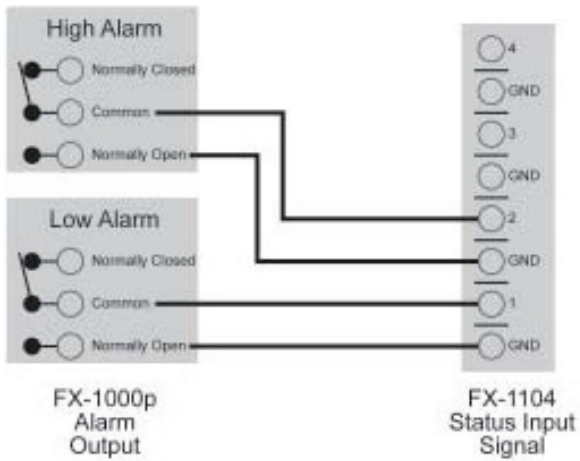 High Alarm
Normally Closed
Common
Normally Open
Low Alarm
Normally Closed
Common
Normally Open
FX-1000p
Alarm
Output
4
GND
3
GND
2
GND
1
GND
FX-1104
Status Input
Signal